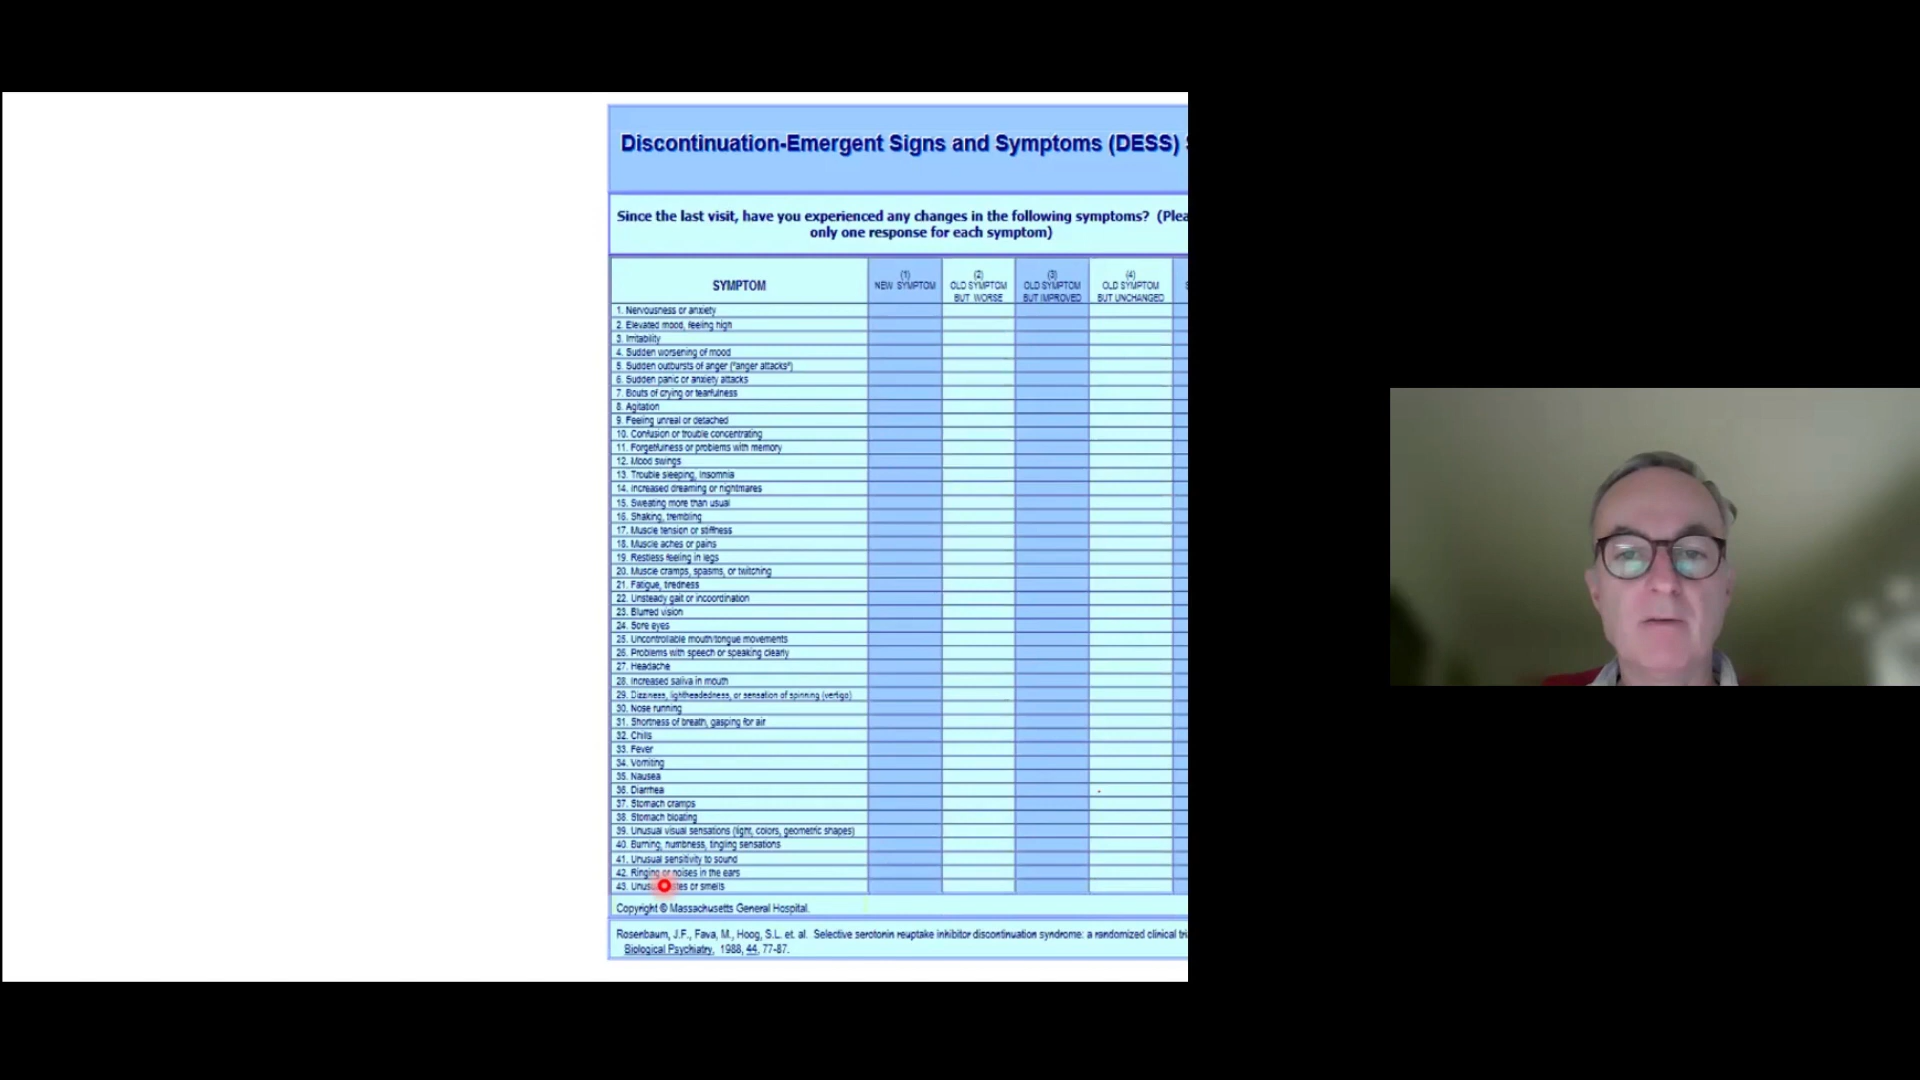 Discontinuation-Emergent Signs and Symptoms (DESS)
Since the last visit, have you experienced any changes in the following symptoms? (Plea
only one response for each symptom)
SYMPTOM
(1)
NEW SYMPTOM
(2)
OLD SYMPTOM
BUT WORSE
(3)
OLD SYMPTOM
BUT IMPROVED
(4)
OLD SYMPTOM
BUT UNCHANGED
1. Nervousness or anxiety
2. Elevated mood, feeling high
3. Irritability
4. Sudden worsening of mood
5. Sudden outbursts of anger ("anger attacks")
6. Sudden panic or anxiety attacks
7. Bouts of crying or tearfulness
8. Agitation
9. Feeling unreal or detached
10. Confusion or trouble concentrating
11. Forgetfulness or problems with memory
12. Mood swings
13. Trouble sleeping, insomnia
14. Increased dreaming or nightmares
15. Sweating more than usual
16. Shaking, trembling
17. Muscle tension or stiffness
18. Muscle aches or pains
19. Restless feeling in legs
20. Muscle cramps, spasms, or twitching
21. Fatigue, tiredness
22. Unsteady gait or incoordination
23. Blurred vision
24. Sore eyes
25. Uncontrollable mouth/tongue movements
26. Problems with speech or speaking clearly
27. Headache
28. Increased saliva in mouth
29. Dizziness, lightheadedness, or sensation of spinning (vertigo)
30. Nose running
31. Shortness of breath, gasping for air
32. Chills
33. Fever
34. Vomiting
35. Nausea
36. Diarrhea
37. Stomach cramps
38. Stomach bloating
39. Unusual visual sensations (light, colors, geometric shapes)
40. Burning, numbness, tingling sensations
41. Unusual sensitivity to sound
42. Ringing or noises in the ears
43. or smells
Copyright © Massachusetts General Hospital.
Rosenbaum, J.F., Fava, M., Hoog, S.L. et. al. Selective serotonin reuptake inhibitor discontinuation syndrome: a randomized clinical tri
Biological Psychiatry, 1988, 44, 77-87.